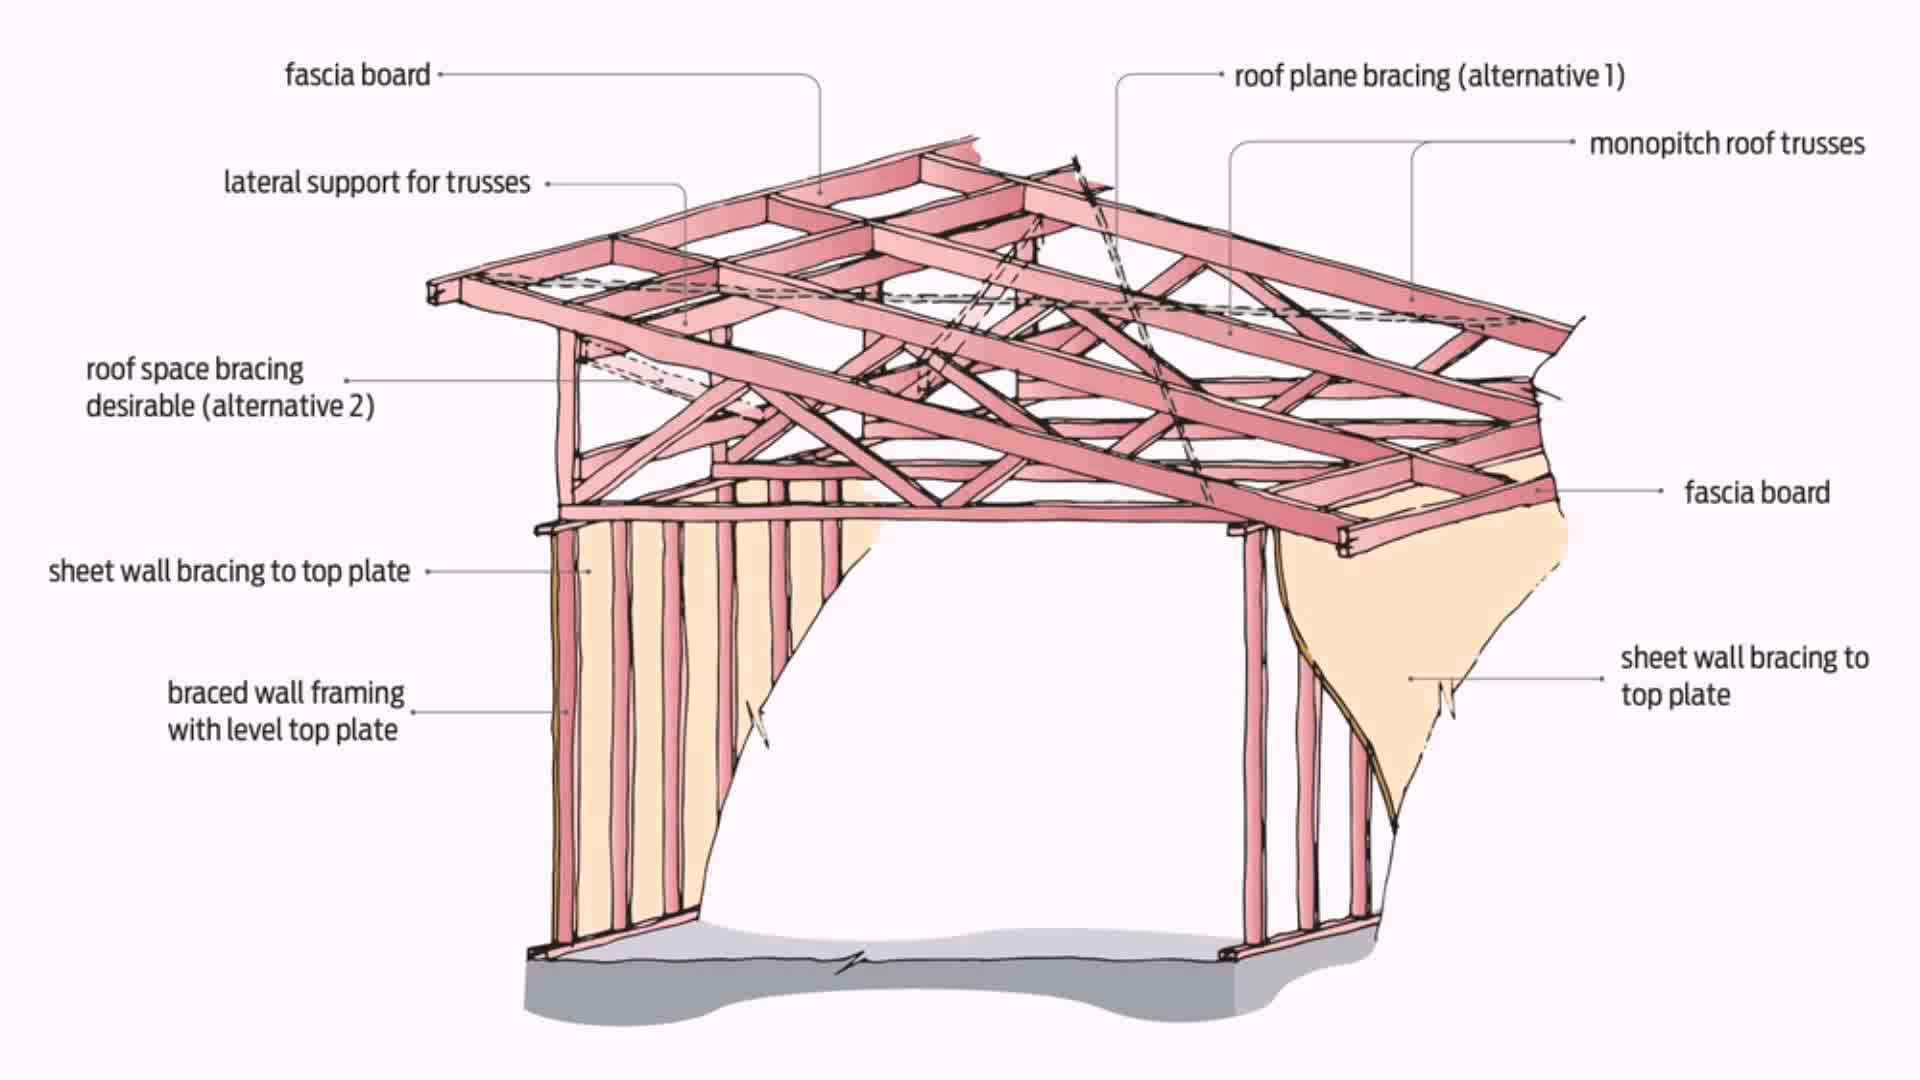 fascia board
roof plane bracing (alternative 1)
monopitch roof trusses
lateral support for trusses
roof space bracing
desirable (alternative 2)
fascia board
sheet wall bracing to top plate
sheet wall bracing to
top plate
braced wall framing
with level top plate